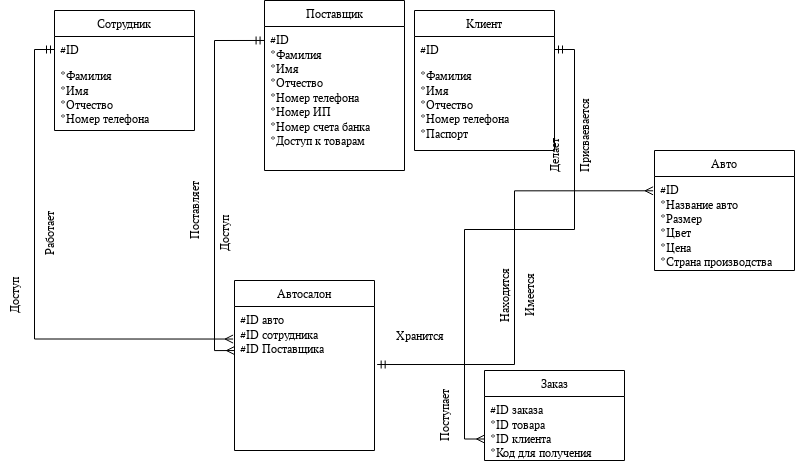 Сотрудник
#ID
*Фамилия
*Имя
*Отчество
*Номер телефона
Поставщик
#ID
*Фамилия
*Имя
*Отчество
*Номер телефона
*Номер ИП
*Номер счета банка
*Доступ к товарам
Клиент
#ID
*Фамилия
*Имя
*Отчество
*Номер телефона
*Паспорт
Делает
Присваевается
Авто
#ID
*Название авто
*Размер
*Цвет
*Цена
*Страна производства
Работает
Доступ
Поставляет
Доступ
Автосалон
#ID авто
#ID сотрудника
#ID Поставщика
Хранится
Находится
Имеется
Поступает
Заказ
#ID заказа
*ID товара
*ID клиента
*Код для получения